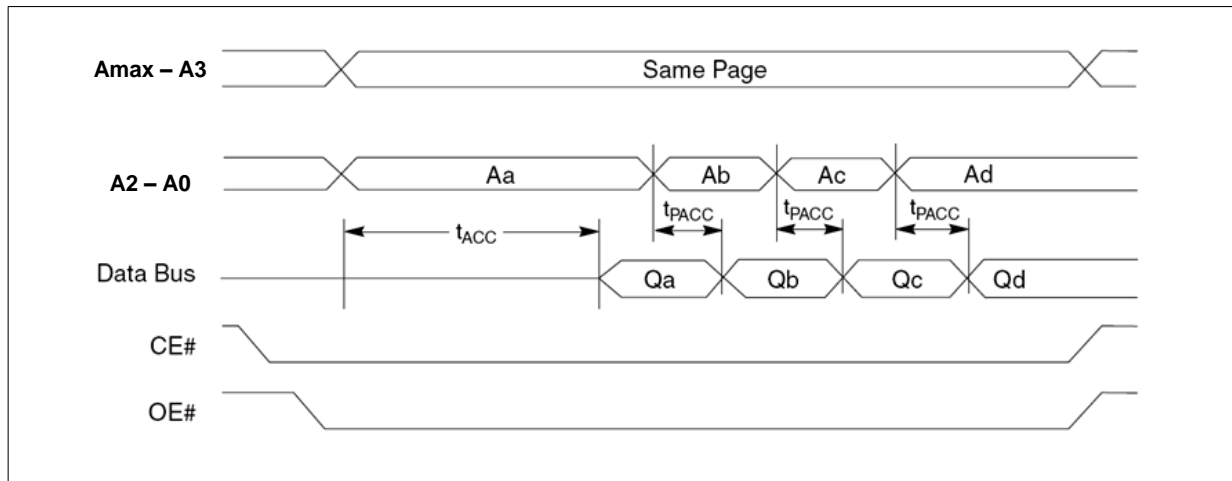 Amax – A3
Same Page
A2 – A0
Aa
Ab
Ac
Ad
tPACC
tPACC
tPACC
tACC
Data Bus
Qa
Qb
Qc
Qd
CE#
OE#